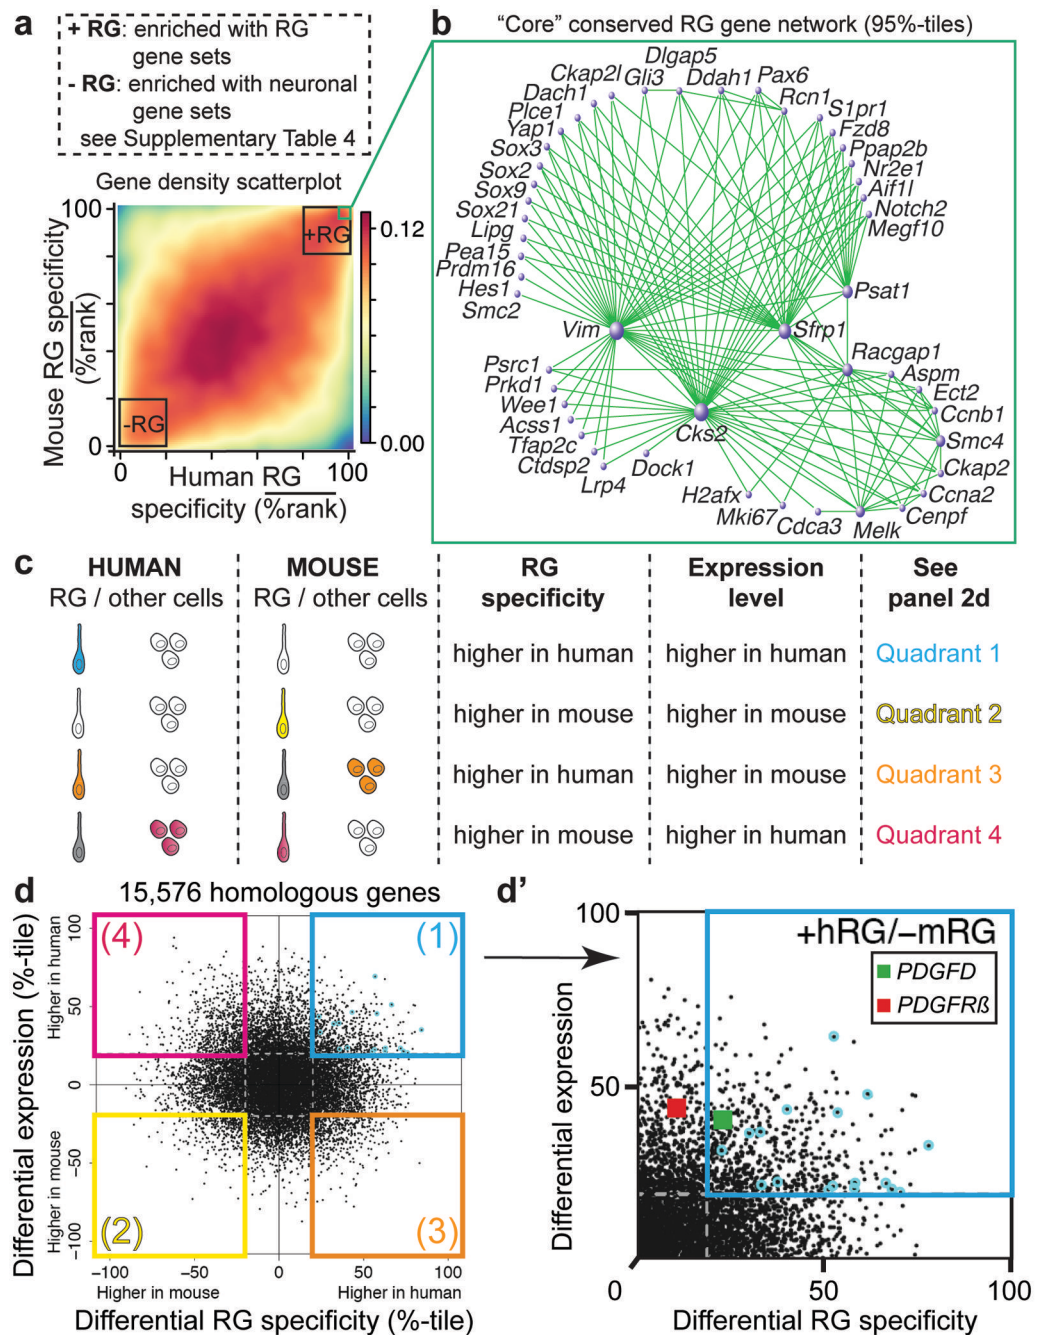 a
+ RG: enriched with RG
gene sets
- RG: enriched with neuronal
gene sets
see Supplementary Table 4
Gene density scatterplot
100
+RG
-RG
0
0
100
Mouse RG specificity
(%rank)
Human RG
specificity (%rank)
0.12
0.00
b
“Core” conserved RG gene network (95%-tiles)
Dlgap5
Ckap2l
Gli3
Ddah1
Pax6
Dach1
Rcn1
Plce1
S1pr1
Yap1
Fzd8
Sox3
Ppap2b
Sox2
Nr2e1
Sox9
Aif1l
Sox21
Notch2
Lipg
Megf10
Pea15
Prdm16
Hes1
Smc2
Psat1
Vim
Sfrp1
Racgap1
Psrc1
Aspm
Prkd1
Ect2
Wee1
Ccnb1
Acss1
Cks2
Smc4
Tfap2c
Ctdsp2
Dock1
Ckap2
Lrp4
H2afx
Ccna2
Mki67
Cenpf
Cdca3
Melk
c
HUMAN
RG / other cells
MOUSE
RG / other cells
RG
specificity
Expression
level
See
panel 2d
higher in human
higher in human
Quadrant 1
higher in mouse
higher in mouse
Quadrant 2
higher in human
higher in mouse
Quadrant 3
higher in mouse
higher in human
Quadrant 4
d
15,576 homologous genes
(4)
(1)
(2)
(3)
100
50
0
−50
−100
Differential expression (%-tile)
Higher in human
Higher in mouse
−100
−50
0
50
100
Higher in mouse
Higher in human
Differential RG specificity (%-tile)
d’
100
+hRG/−mRG
PDGFD
PDGFRß
50
0
50
100
Differential expression
Differential RG specificity